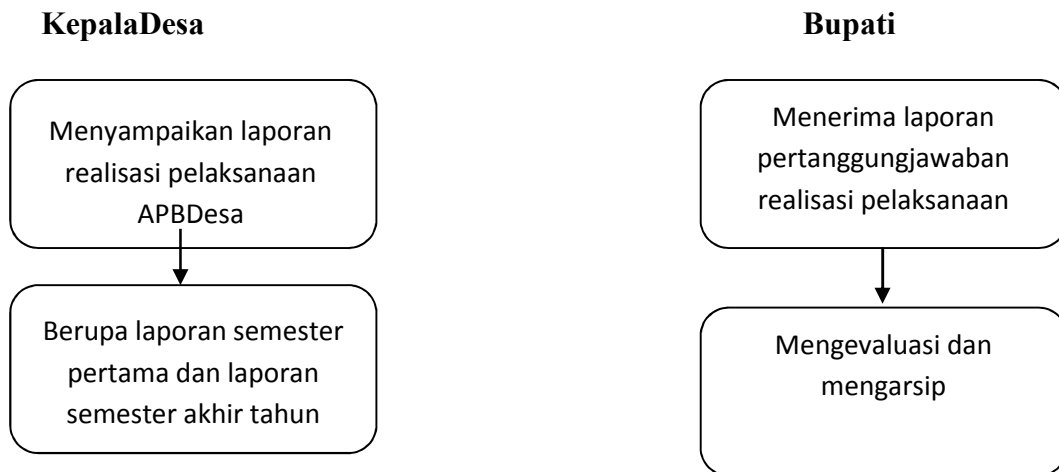 KepalaDesa
Menyampaikan laporan
realisasi pelaksanaan
APBDesa
Berupa laporan semester
pertama dan laporan
semester akhir tahun
Bupati
Menerima laporan
pertanggungjawaban
realisasi pelaksanaan
Mengevaluasi dan
mengarsip